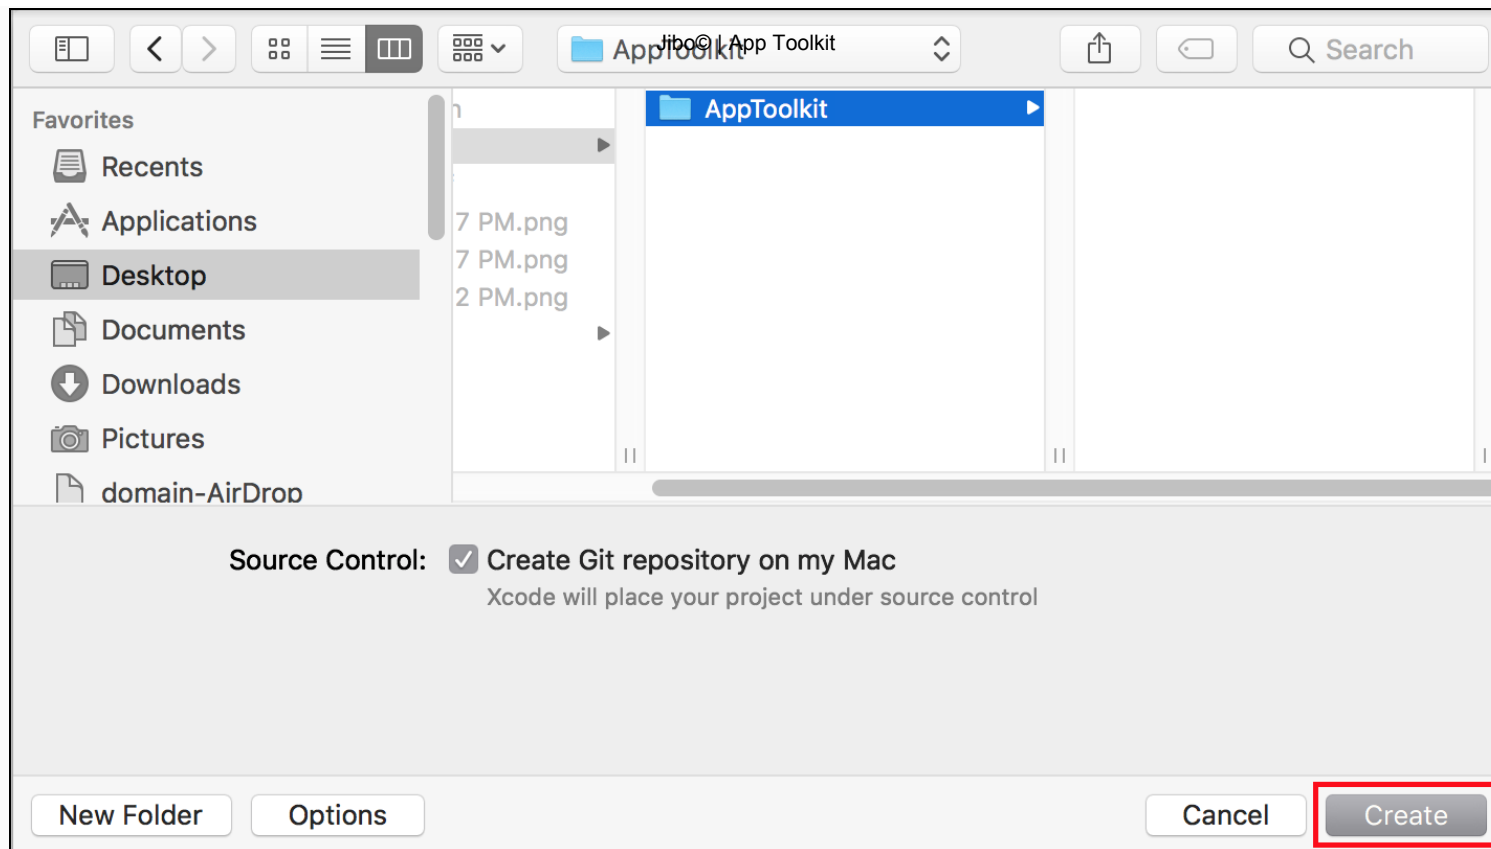 AppToolkit
Jibo© | App Toolkit
Search
Favorites
Recents
Applications
Desktop
Documents
Downloads
Pictures
domain-AirDrop
7 PM.png
7 PM.png
2 PM.png
AppToolkit
Source Control: Create Git repository on my Mac
Xcode will place your project under source control
New Folder Options Cancel Create